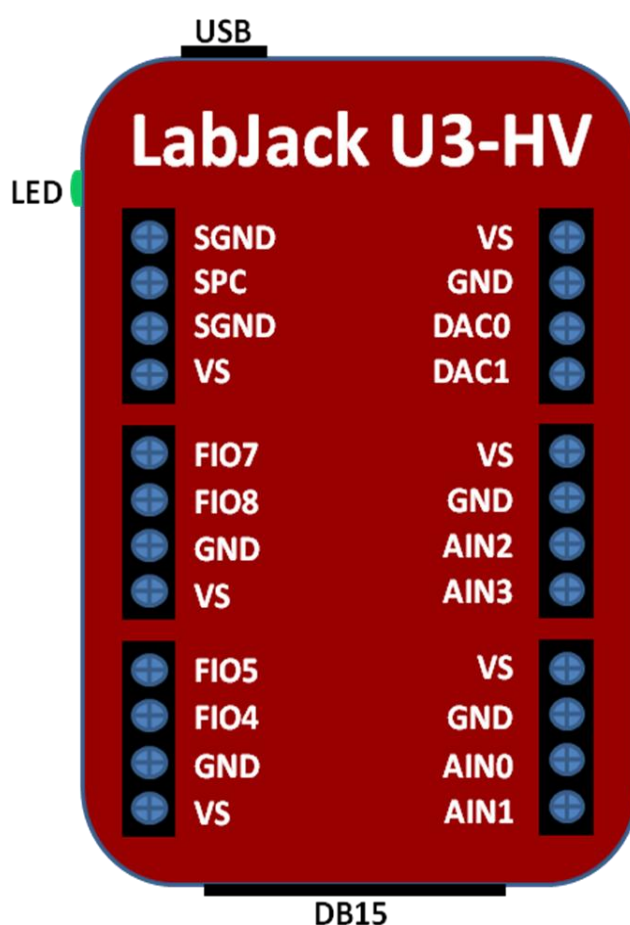 USB
LabJack U3-HV
LED
SGND VS
SPC GND
SGND DAC0
VS DAC1
FIO7 VS
FIO8 GND
GND AIN2
VS AIN3
FIO5 VS
FIO4 GND
GND AIN0
VS AIN1
DB15